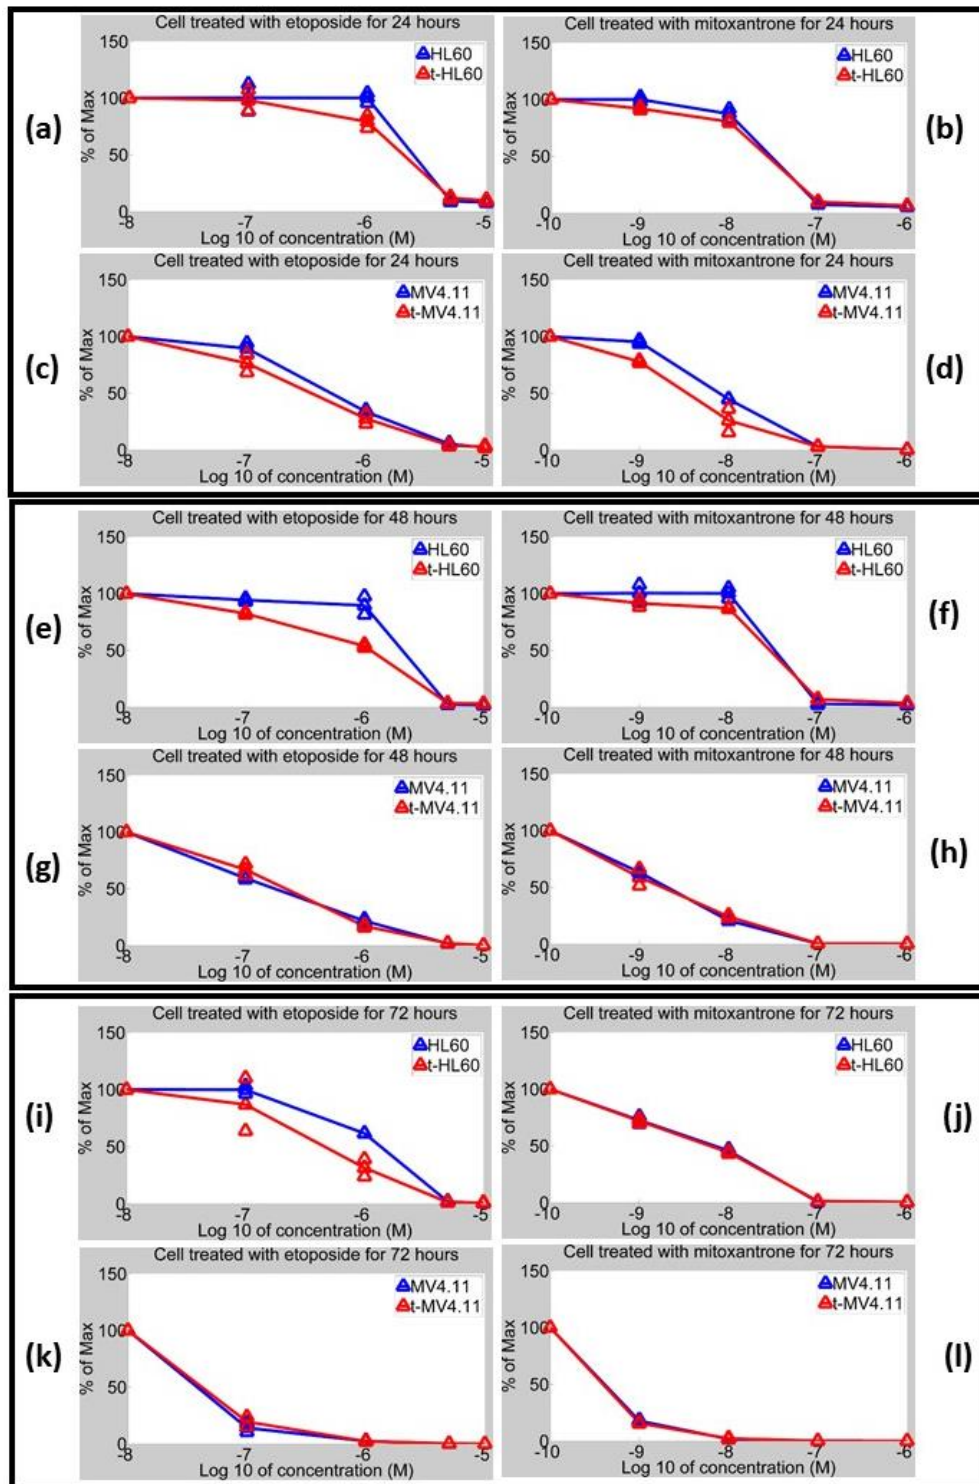 Cell treated with etoposide for 24 hours
150
100
50
0
% of Max
HL60
t-HL60
-8 -7 -6 -5
Log 10 of concentration (M)
(a)
Cell treated with mitoxantrone for 24 hours
150
100
50
0
% of Max
HL60
t-HL60
-10 -9 -8 -7 -6
Log 10 of concentration (M)
(b)
Cell treated with etoposide for 24 hours
150
100
50
0
% of Max
MV4.11
t-MV4.11
-8 -7 -6 -5
Log 10 of concentration (M)
(c)
Cell treated with mitoxantrone for 24 hours
150
100
50
0
% of Max
MV4.11
t-MV4.11
-10 -9 -8 -7 -6
Log 10 of concentration (M)
(d)
Cell treated with etoposide for 48 hours
150
100
50
0
% of Max
HL60
t-HL60
-8 -7 -6 -5
Log 10 of concentration (M)
(e)
Cell treated with mitoxantrone for 48 hours
150
100
50
0
% of Max
HL60
t-HL60
-10 -9 -8 -7 -6
Log 10 of concentration (M)
(f)
Cell treated with etoposide for 48 hours
150
100
50
0
% of Max
MV4.11
t-MV4.11
-8 -7 -6 -5
Log 10 of concentration (M)
(g)
Cell treated with mitoxantrone for 48 hours
150
100
50
0
% of Max
MV4.11
t-MV4.11
-10 -9 -8 -7 -6
Log 10 of concentration (M)
(h)
Cell treated with etoposide for 72 hours
150
100
50
0
% of Max
HL60
t-HL60
-8 -7 -6 -5
Log 10 of concentration (M)
(i)
Cell treated with mitoxantrone for 72 hours
150
100
50
0
% of Max
HL60
t-HL60
-10 -9 -8 -7 -6
Log 10 of concentration (M)
(j)
Cell treated with etoposide for 72 hours
150
100
50
0
% of Max
MV4.11
t-MV4.11
-8 -7 -6 -5
Log 10 of concentration (M)
(k)
Cell treated with mitoxantrone for 72 hours
150
100
50
0
% of Max
MV4.11
t-MV4.11
-10 -9 -8 -7 -6
Log 10 of concentration (M)
(l)